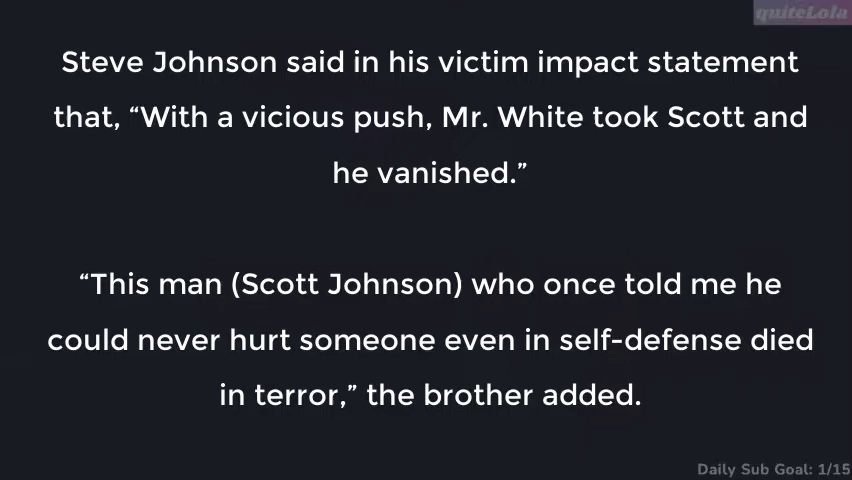 quiteLola
Steve Johnson said in his victim impact statement
that, “With a vicious push, Mr. White took Scott and
he vanished.”
“This man (Scott Johnson) who once told me he
could never hurt someone even in self-defense died
in terror,” the brother added.
Daily Sub Goal: 1/15